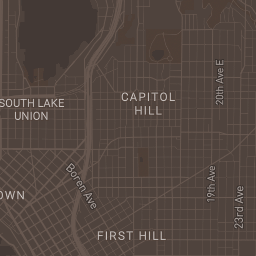 20th Ave E
CAPITOL
HILL
SOUTH LAKE
UNION
Boren Ave
19th Ave
23rd Ave
OWN
FIRST HILL